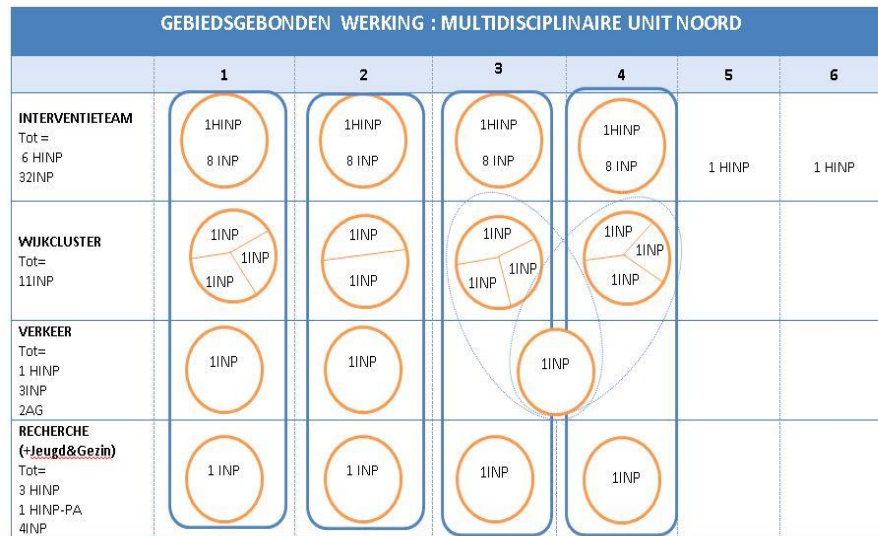 GEBIEDSGEBONDEN WERKING : MULTIDISCIPLINAIRE UNIT NOORD
1 2 3 4 5 6
INTERVENTIETEAM
Tot =
6 HINP
32INP
1HINP 1HINP 1HINP 1HINP
8 INP 8 INP 8 INP 8 INP 1 HINP 1 HINP
WIJKCLUSTER
Tot=
11INP
1INP 1INP 1INP 1INP
1INP 1INP 1INP
1INP 1INP 1INP 1INP
VERKEER
Tot=
1 HINP
3INP
2AG
1INP 1INP 1INP
RECHERCHE
(+Jeugd&Gezin)
Tot=
3 HINP
1 HINP-PA
4INP
1 INP 1 INP 1INP 1INP